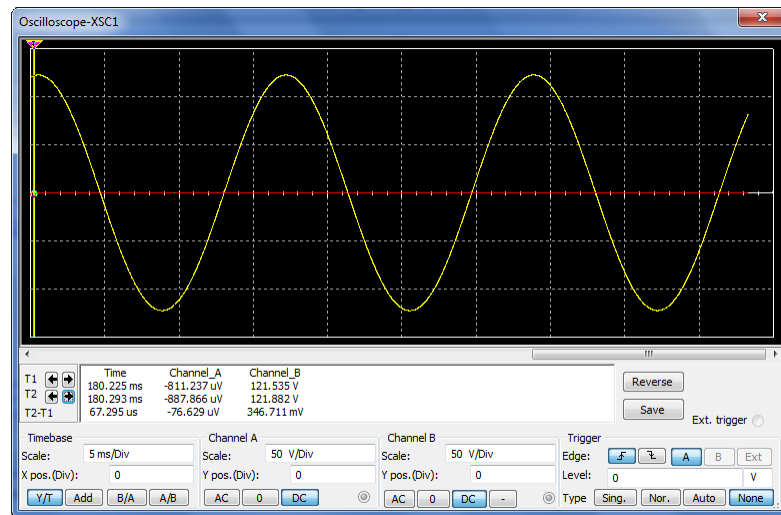 Oscilloscope-XSC1
Time Channel_A Channel_B
T1 180.225 ms -811.237 uV 121.535 V
T2 180.293 ms -887.866 uV 121.882 V
T2-T1 67.295 us -76.629 uV 346.711 mV
Reverse
Save
Ext. trigger
Timebase
Scale: 5 ms/Div
X pos.(Div): 0
Y/T Add B/A A/B
Channel A
Scale: 50 V/Div
Y pos.(Div): 0
AC 0 DC
Channel B
Scale: 50 V/Div
Y pos.(Div): 0
AC 0 DC -
Trigger
Edge: A B Ext
Level: 0 V
Type Sing. Nor. Auto None